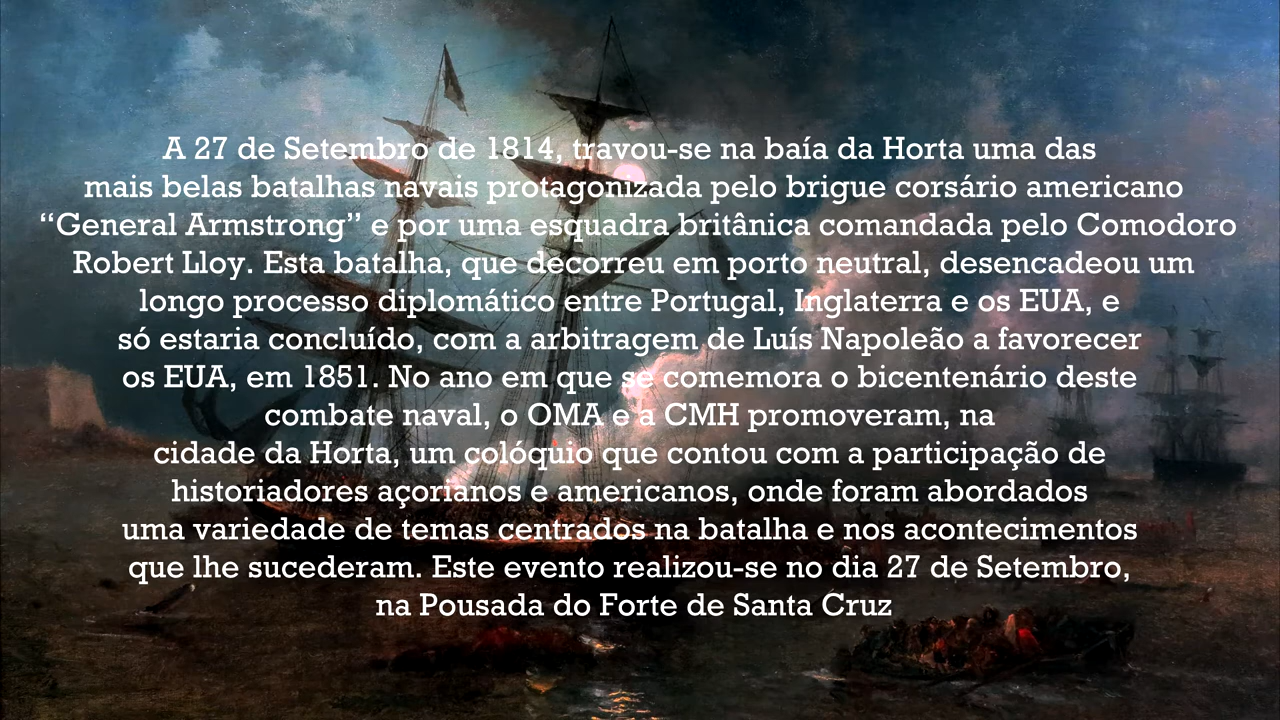 A 27 de Setembro de 1814, travou-se na baía da Horta uma das
mais belas batalhas navais protagonizada pelo brigue corsário americano
“General Armstrong” e por uma esquadra britânica comandada pelo Comodoro
Robert Lloy. Esta batalha, que decorreu em porto neutral, desencadeou um
longo processo diplomático entre Portugal, Inglaterra e os EUA, e
só estaria concluído, com a arbitragem de Luís Napoleão a favorecer
os EUA, em 1851. No ano em que se comemora o bicentenário deste
combate naval, o OMA e a CMH promoveram, na
cidade da Horta, um colóquio que contou com a participação de
historiadores açorianos e americanos, onde foram abordados
uma variedade de temas centrados na batalha e nos acontecimentos
que lhe sucederam. Este evento realizou-se no dia 27 de Setembro,
na Pousada do Forte de Santa Cruz